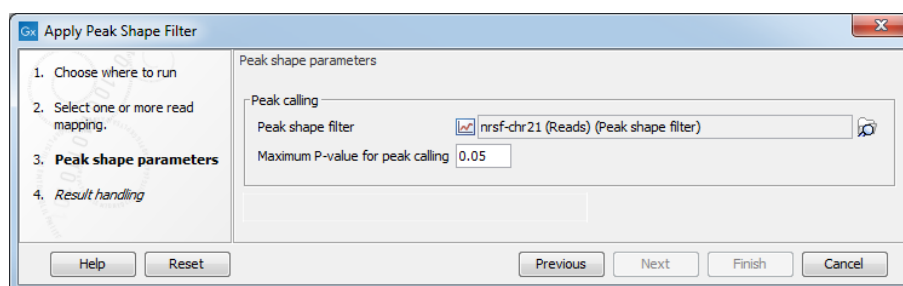 Gx Apply Peak Shape Filter
X
1. Choose where to run
2. Select one or more read
mapping.
3. Peak shape parameters
4. Result handling
Peak shape parameters
Peak calling
Peak shape filter nrsf-chr21 (Reads) (Peak shape filter)
Maximum P-value for peak calling 0.05
Help Reset Previous Next Finish Cancel